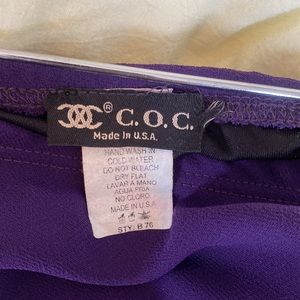 ® C.O.C.
Made in U.S.A.
HAND WASH IN
COLD WATER
DO NOT BLEACH
DRY FLAT
LAVAR A MANO
AGUA FRIA
NO CLORO
MADE IN U.S.A.
STY. B 76